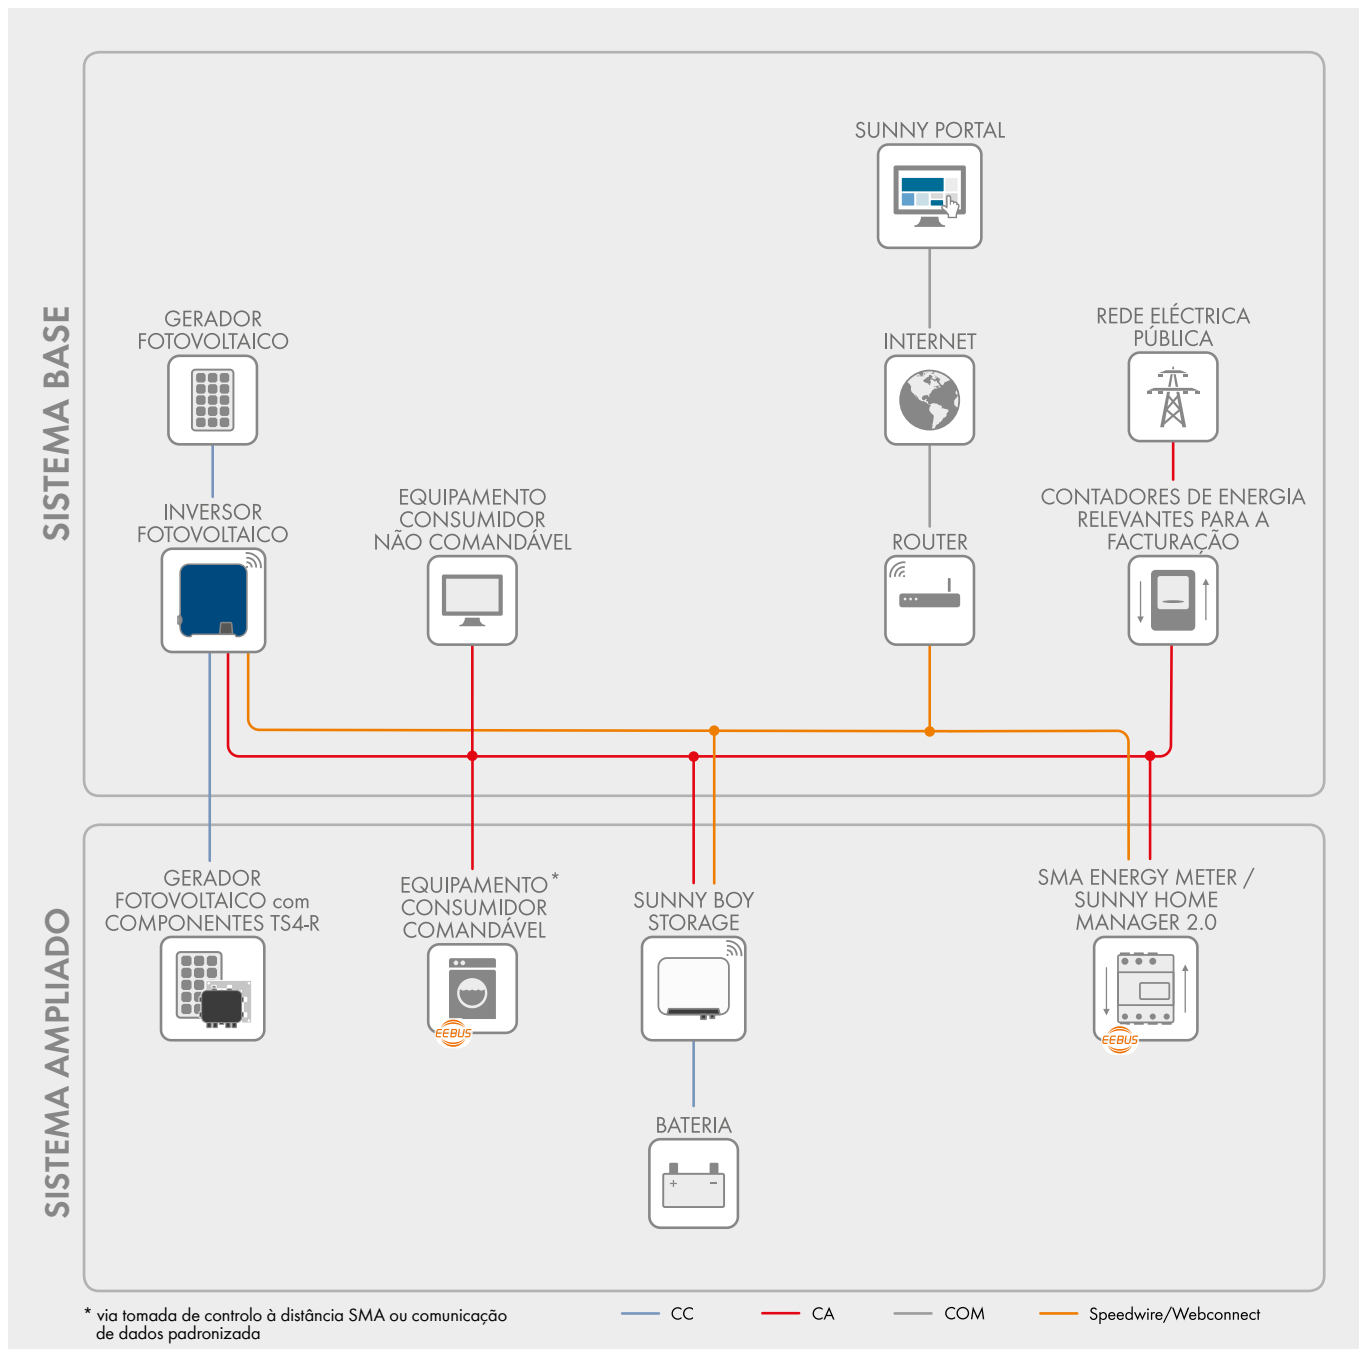 SISTEMA BASE
SUNNY PORTAL
GERADOR
FOTOVOLTAICO
INTERNET
REDE ELÉCTRICA
PÚBLICA
INVERSOR
FOTOVOLTAICO
EQUIPAMENTO
CONSUMIDOR
NÃO COMANDÁVEL
ROUTER
CONTADORES DE ENERGIA
RELEVANTES PARA A
FACTURAÇÃO
SISTEMA AMPLIADO
GERADOR
FOTOVOLTAICO com
COMPONENTES TS4-R
EQUIPAMENTO*
CONSUMIDOR
COMANDÁVEL
EEBUS
SUNNY BOY
STORAGE
SMA ENERGY METER /
SUNNY HOME
MANAGER 2.0
EEBUS
BATERIA
+ −
* via tomada de controlo à distância SMA ou comunicação
de dados padronizada
CC
CA
COM
Speedwire/Webconnect